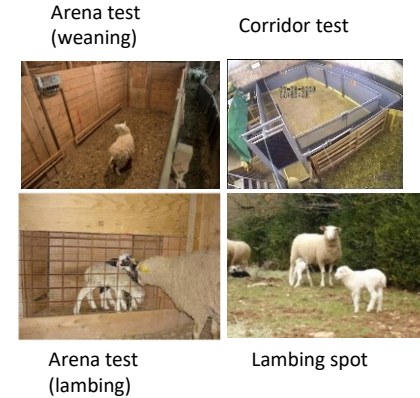 Arena test
(weaning)
Corridor test
Arena test
(lambing)
Lambing spot